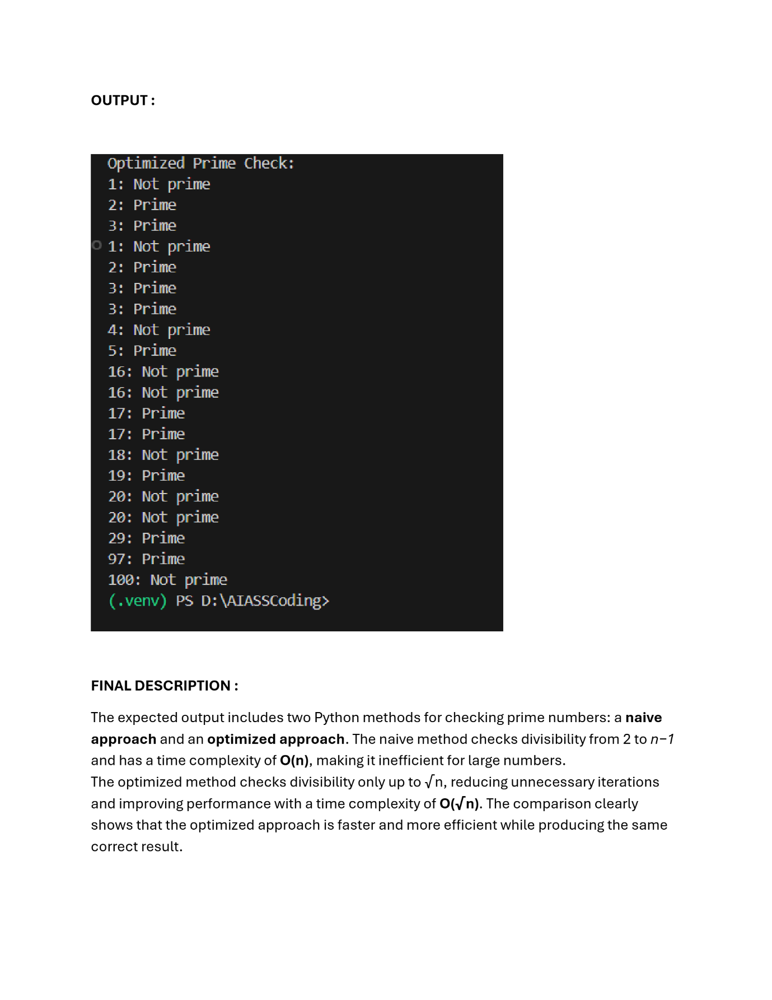 OUTPUT :
Optimized Prime Check:
1: Not prime
2: Prime
3: Prime
1: Not prime
2: Prime
3: Prime
3: Prime
4: Not prime
5: Prime
16: Not prime
16: Not prime
17: Prime
17: Prime
18: Not prime
19: Prime
20: Not prime
20: Not prime
29: Prime
97: Prime
100: Not prime
(.venv) PS D:\AIASSCoding>
FINAL DESCRIPTION :
The expected output includes two Python methods for checking prime numbers: a naive
approach and an optimized approach. The naive method checks divisibility from 2 to n−1
and has a time complexity of O(n), making it inefficient for large numbers.
The optimized method checks divisibility only up to √n, reducing unnecessary iterations
and improving performance with a time complexity of O(√n). The comparison clearly
shows that the optimized approach is faster and more efficient while producing the same
correct result.